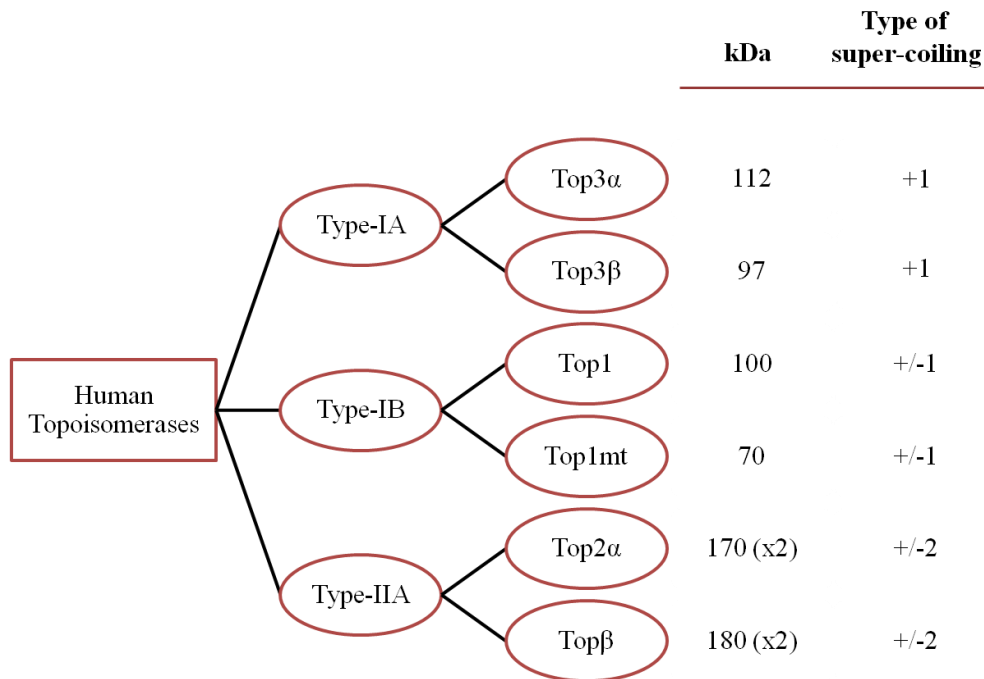 Type of
kDa super-coiling
Top3α 112 +1
Type-IA
Top3β 97 +1
Top1 100 +/-1
Human
Topoisomerases
Type-IB
Top1mt 70 +/-1
Top2α 170 (x2) +/-2
Type-IIA
Topβ 180 (x2) +/-2